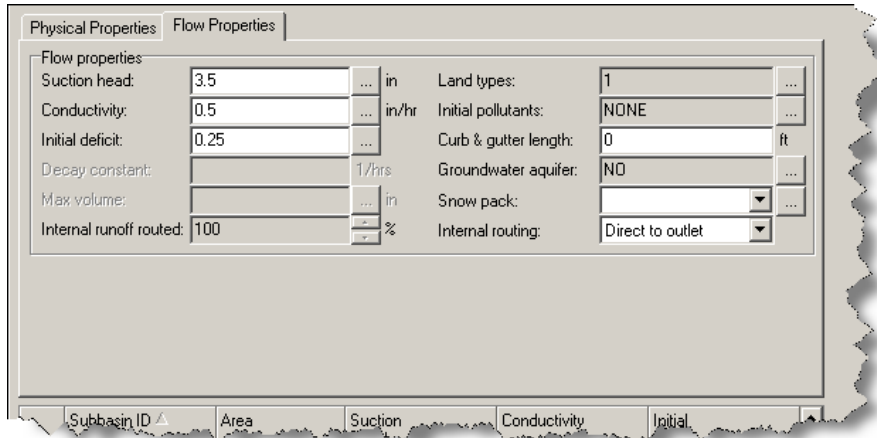 Physical Properties Flow Properties
Flow properties
Suction head: 3.5 ... in Land types: 1 ...
Conductivity: 0.5 ... in/hr Initial pollutants: NONE ...
Initial deficit: 0.25 ... Curb & gutter length: 0 ft
Decay constant: 1/hrs Groundwater aquifer: NO ...
Max volume: ... in Snow pack: ...
Internal runoff routed: 100 % Internal routing: Direct to outlet
Subbasin ID Area Suction Conductivity Initial